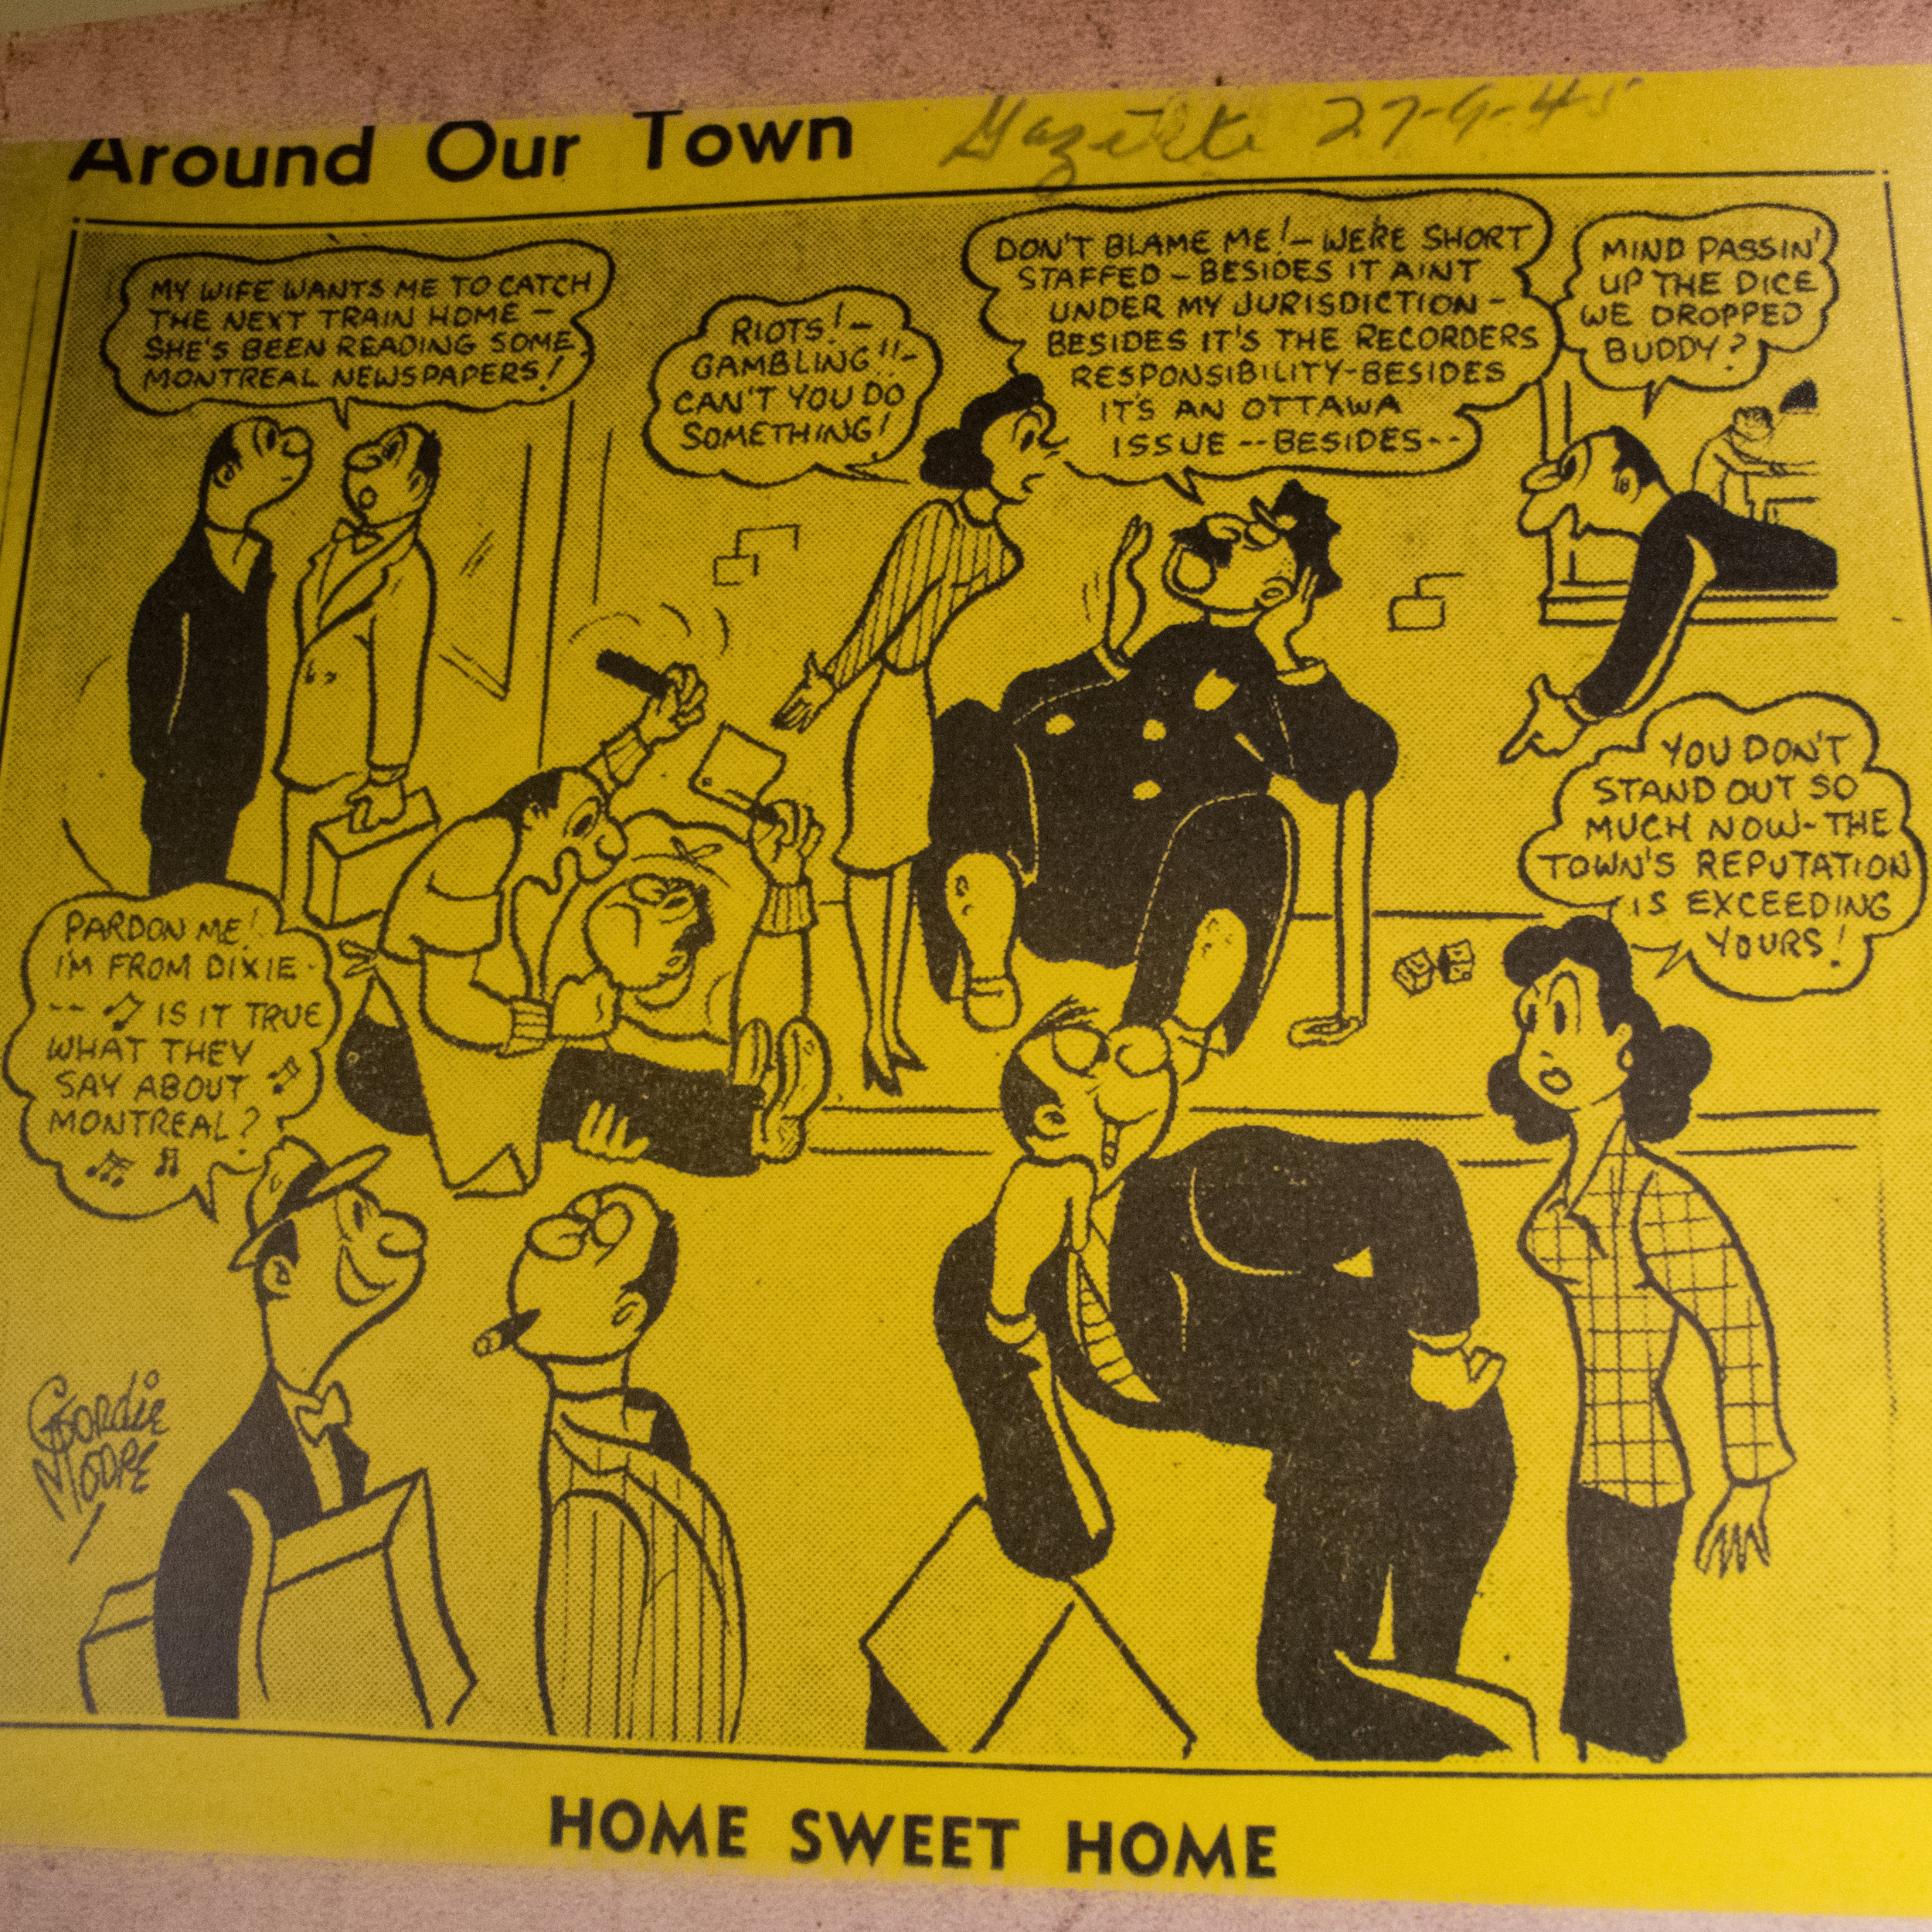 Around Our Town
Gazette 27-9-45
MY WIFE WANTS ME TO CATCH
THE NEXT TRAIN HOME –
SHE'S BEEN READING SOME
MONTREAL NEWSPAPERS!
RIOTS! –
GAMBLING!! –
CAN'T YOU DO
SOMETHING!
DON'T BLAME ME! – WE'RE SHORT
STAFFED – BESIDES IT AINT
UNDER MY JURISDICTION –
BESIDES IT'S THE RECORDERS
RESPONSIBILITY – BESIDES
IT'S AN OTTAWA
ISSUE -- BESIDES --
MIND PASSIN'
UP THE DICE
WE DROPPED
BUDDY?
YOU DON'T
STAND OUT SO
MUCH NOW – THE
TOWN'S REPUTATION
IS EXCEEDING
YOURS!
PARDON ME!
I'M FROM DIXIE -
-- ♪ IS IT TRUE
WHAT THEY
SAY ABOUT ♫
MONTREAL?
♫ ♫
Gordie
Moore
HOME SWEET HOME